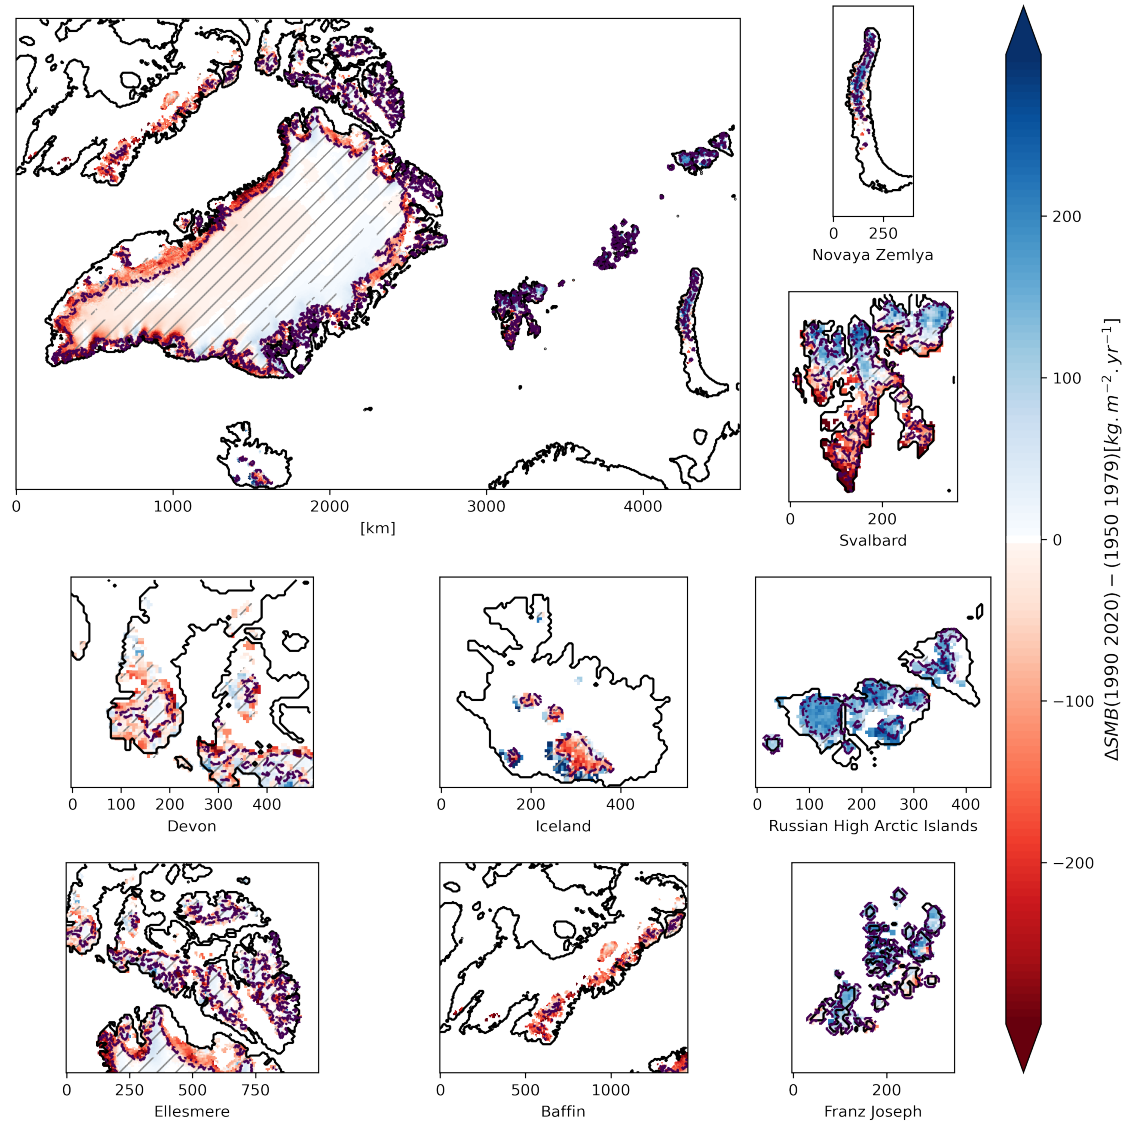 0 1000 2000 3000 4000
[km]
0 250
Novaya Zemlya
0 200
Svalbard
0 100 200 300 400
Devon
0 200 400
Iceland
0 100 200 300 400
Russian High Arctic Islands
0 250 500 750
Ellesmere
0 500 1000
Baffin
0 200
Franz Joseph
200
100
0
−100
−200
ΔSMB(1990 2020) − (1950 1979)[kg. m⁻². yr⁻¹]